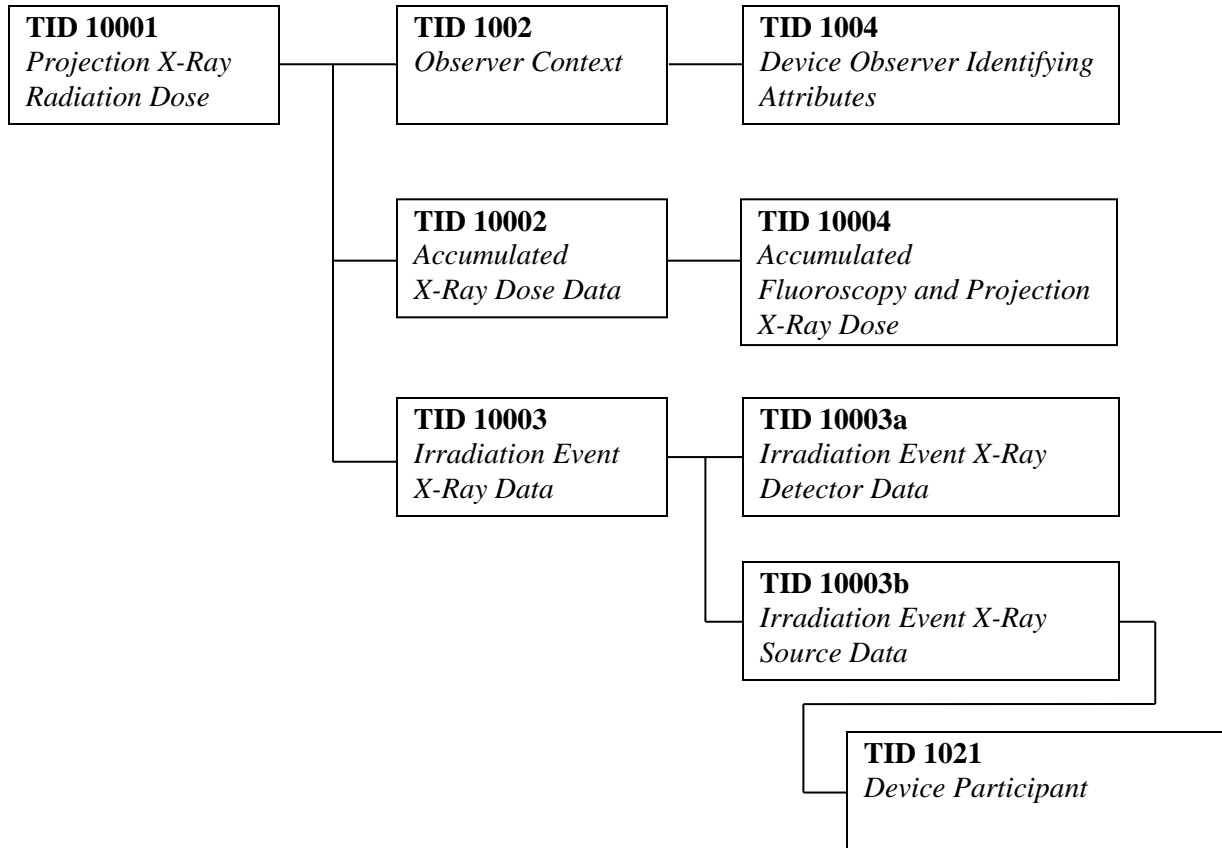 TID 10001
Projection X-Ray
Radiation Dose
TID 1002
Observer Context
TID 1004
Device Observer Identifying
Attributes
TID 10002
Accumulated
X-Ray Dose Data
TID 10004
Accumulated
Fluoroscopy and Projection
X-Ray Dose
TID 10003
Irradiation Event
X-Ray Data
TID 10003a
Irradiation Event X-Ray
Detector Data
TID 10003b
Irradiation Event X-Ray
Source Data
TID 1021
Device Participant